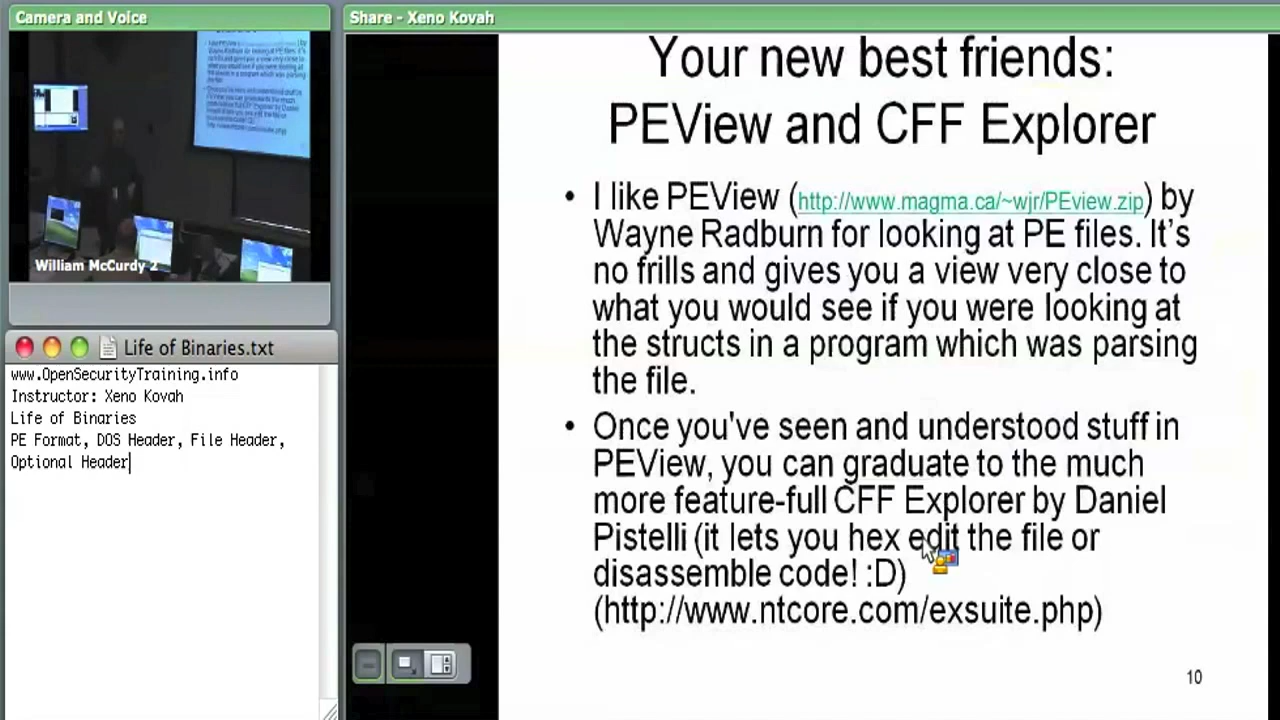 Camera and Voice
William McCurdy 2
Life of Binaries.txt
www.OpenSecurityTraining.info
Instructor: Xeno Kovah
Life of Binaries
PE Format, DOS Header, File Header,
Optional Header
Share - Xeno Kovah
Your new best friends:
PEView and CFF Explorer
• I like PEView (http://www.magma.ca/~wjr/PEview.zip) by
Wayne Radburn for looking at PE files. It's
no frills and gives you a view very close to
what you would see if you were looking at
the structs in a program which was parsing
the file.
• Once you've seen and understood stuff in
PEView, you can graduate to the much
more feature-full CFF Explorer by Daniel
Pistelli (it lets you hex edit the file or
disassemble code! :D)
(http://www.ntcore.com/exsuite.php)
10